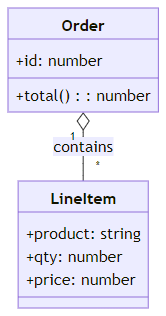 Order
+id: number
+total() : : number
1
contains
*
LineItem
+product: string
+qty: number
+price: number